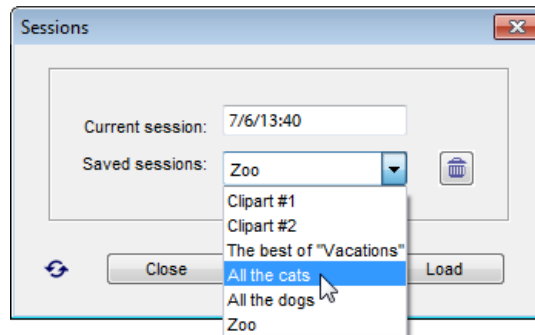 Sessions
Current session: 7/6/13:40
Saved sessions: Zoo
Clipart #1
Clipart #2
The best of "Vacations"
Close All the cats Load
All the dogs
Zoo